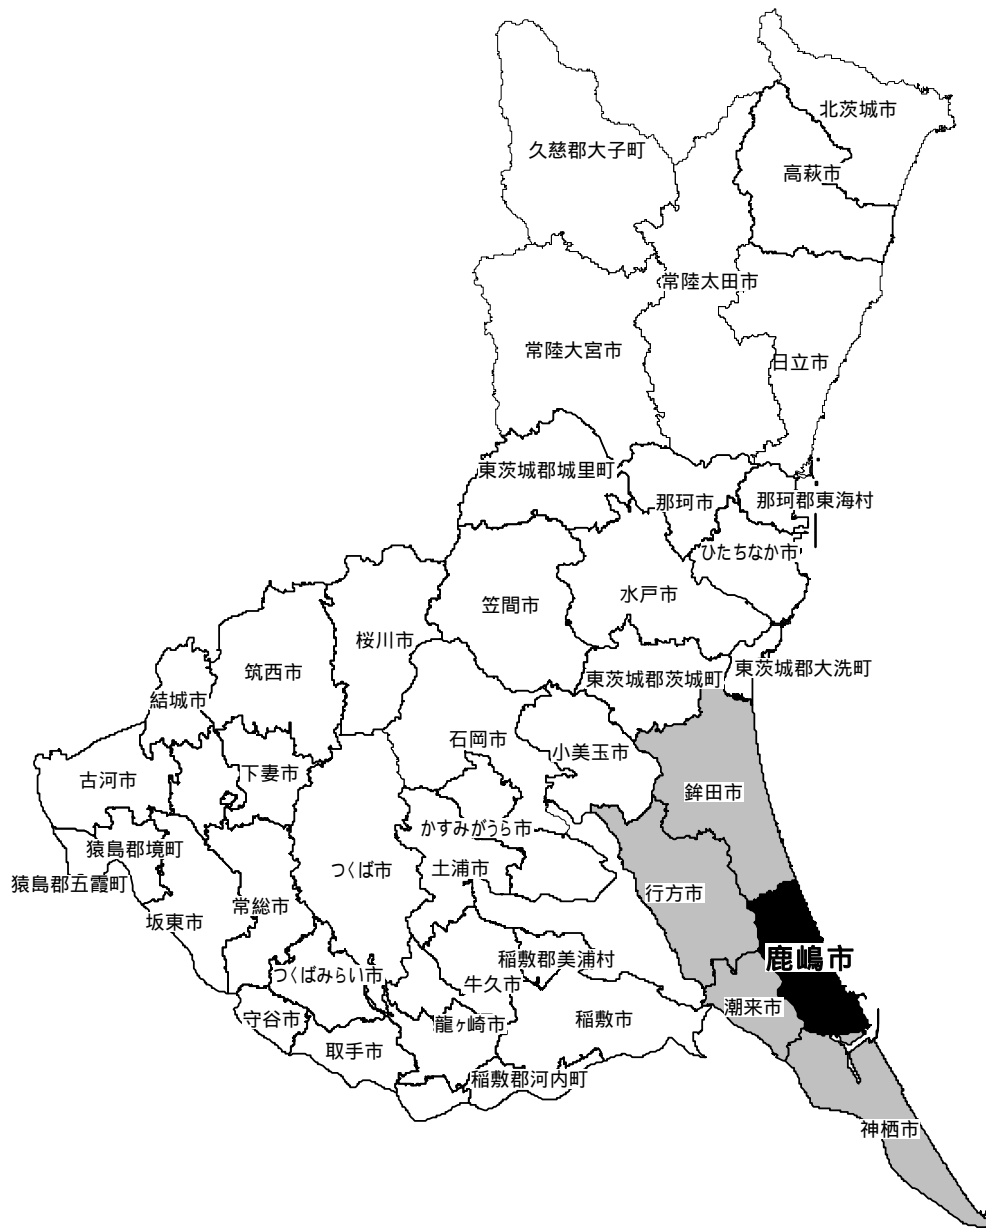 北茨城市
久慈郡大子町
高萩市
常陸太田市
常陸大宮市
日立市
東茨城郡城里町
那珂市
那珂郡東海村
ひたちなか市
水戸市
笠間市
桜川市
筑西市
東茨城郡大洗町
東茨城郡茨城町
結城市
石岡市
小美玉市
下妻市
古河市
鉾田市
かすみがうら市
猿島郡境町
つくば市
土浦市
猿島郡五霞町
行方市
常総市
坂東市
鹿嶋市
稲敷郡美浦村
つくばみらい市
牛久市
潮来市
守谷市
龍ヶ崎市
稲敷市
取手市
稲敷郡河内町
神栖市